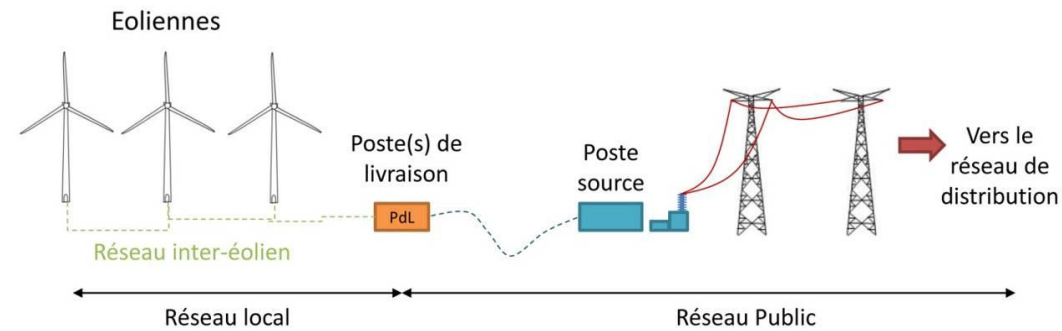 Eoliennes
Poste(s) de
livraison
PdL
Poste
source
Vers le
réseau de
distribution
Réseau inter-éolien
Réseau local
Réseau Public